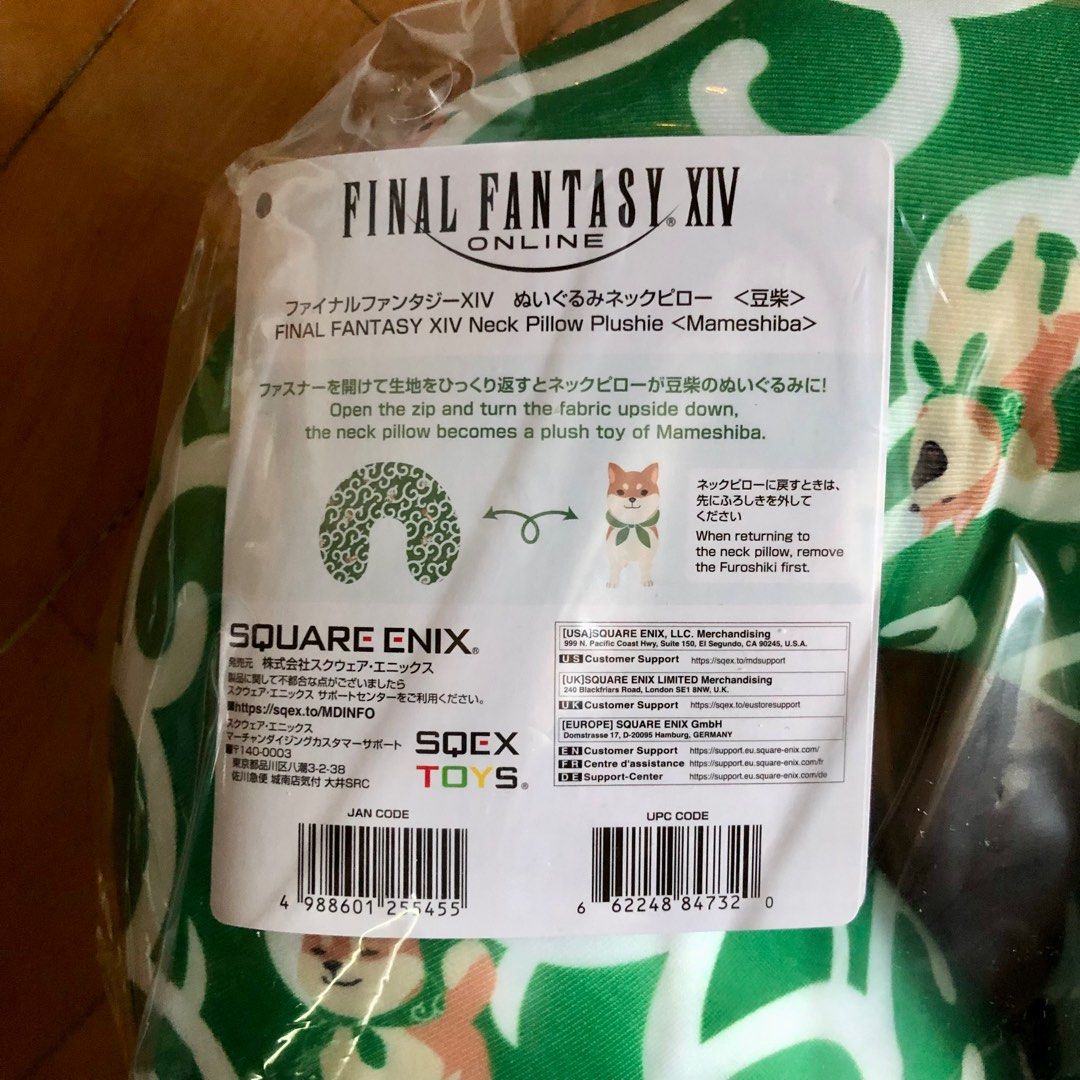 FINAL FANTASY® XIV
ONLINE
ファイナルファンタジーXIV ぬいぐるみネックピロー <豆柴>
FINAL FANTASY XIV Neck Pillow Plushie <Mameshiba>
ファスナーを開けて生地をひっくり返すとネックピローが豆柴のぬいぐるみに!
Open the zip and turn the fabric upside down,
the neck pillow becomes a plush toy of Mameshiba.
ネックピローに戻すときは、
先にふろしきを外して
ください
When returning to
the neck pillow, remove
the Furoshiki first.
SQUARE ENIX®
発売元 株式会社スクウェア・エニックス
製品に関して不都合な点がございましたら
スクウェア・エニックス サポートセンターをご利用ください。
■https://sqex.to/MDINFO
スクウェア・エニックス
マーチャンダイジングカスタマーサポート
■〒140-0003
東京都品川区八潮3-2-38
佐川急便 城南店気付 大井SRC
SQEX
TOYS®
[USA]SQUARE ENIX, LLC. Merchandising
999 N. Pacific Coast Hwy, Suite 150, El Segundo, CA 90245, U.S.A.
US Customer Support https://sqex.to/mdsupport
[UK]SQUARE ENIX LIMITED Merchandising
240 Blackfriars Road, London SE1 8NW, U.K.
UK Customer Support https://sqex.to/eustoresupport
[EUROPE] SQUARE ENIX GmbH
Domstrasse 17, D-20095 Hamburg, GERMANY
EN Customer Support https://support.eu.square-enix.com/
FR Centre d'assistance https://support.eu.square-enix.com/fr
DE Support-Center https://support.eu.square-enix.com/de
JAN CODE
4 988601 255455
UPC CODE
6 62248 84732 0